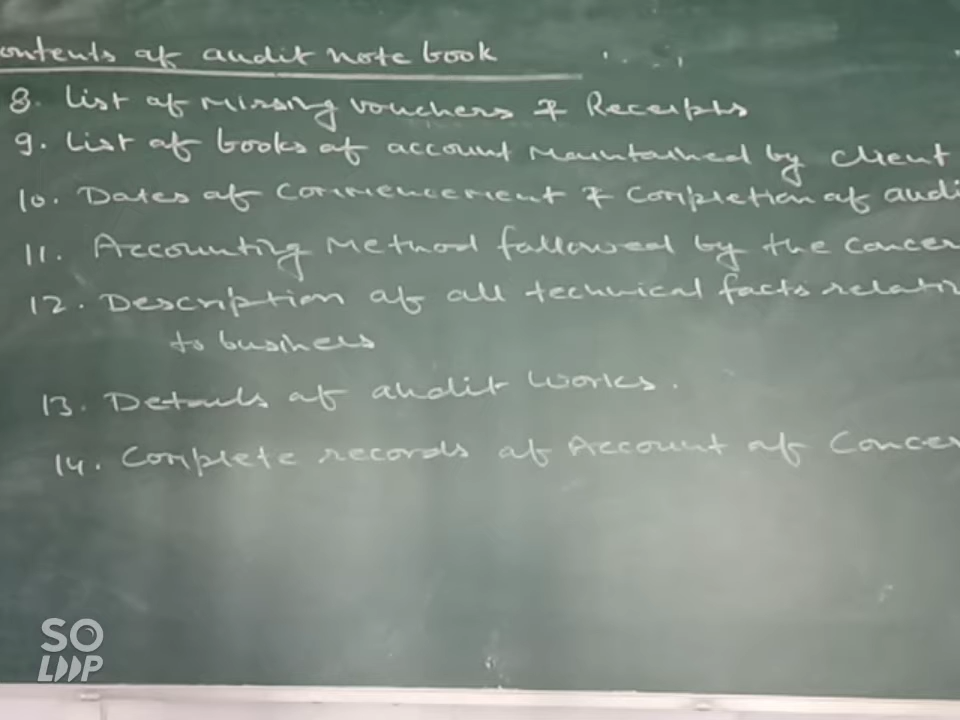 ontents of audit note book
8. List of missing vouchers & Receipts
9. List of books of account maintained by client
10. Dates of commencement & completion of audi
11. Accounting Method followed by the concer
12. Description of all technical facts relati
to business
13. Details of audit works.
14. Complete records of Account of Concer
SO
LOOP